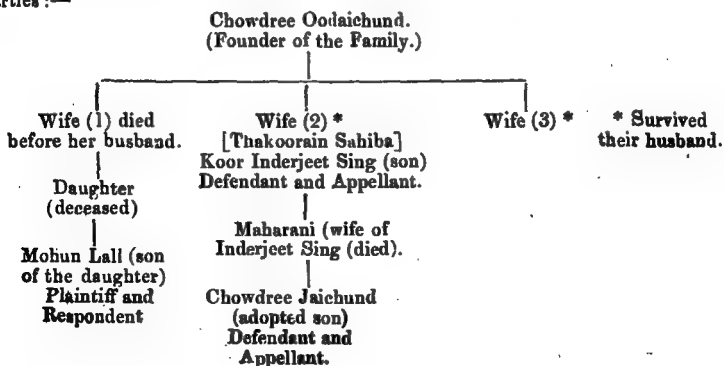 rties :—
Chowdree Oodaichund.
(Founder of the Family.)
Wife (1) died
before her husband.
Daughter
(deceased)
Mohun Lall (son
of the daughter)
Plaintiff and
Respondent
Wife (2) *
[Thakoorain Sahiba]
Koor Inderjeet Sing (son)
Defendant and Appellant.
Maharani (wife of
Inderjeet Sing (died).
Chowdree Jaichund
(adopted son)
Defendant and
Appellant.
Wife (3) *
* Survived
their husband.